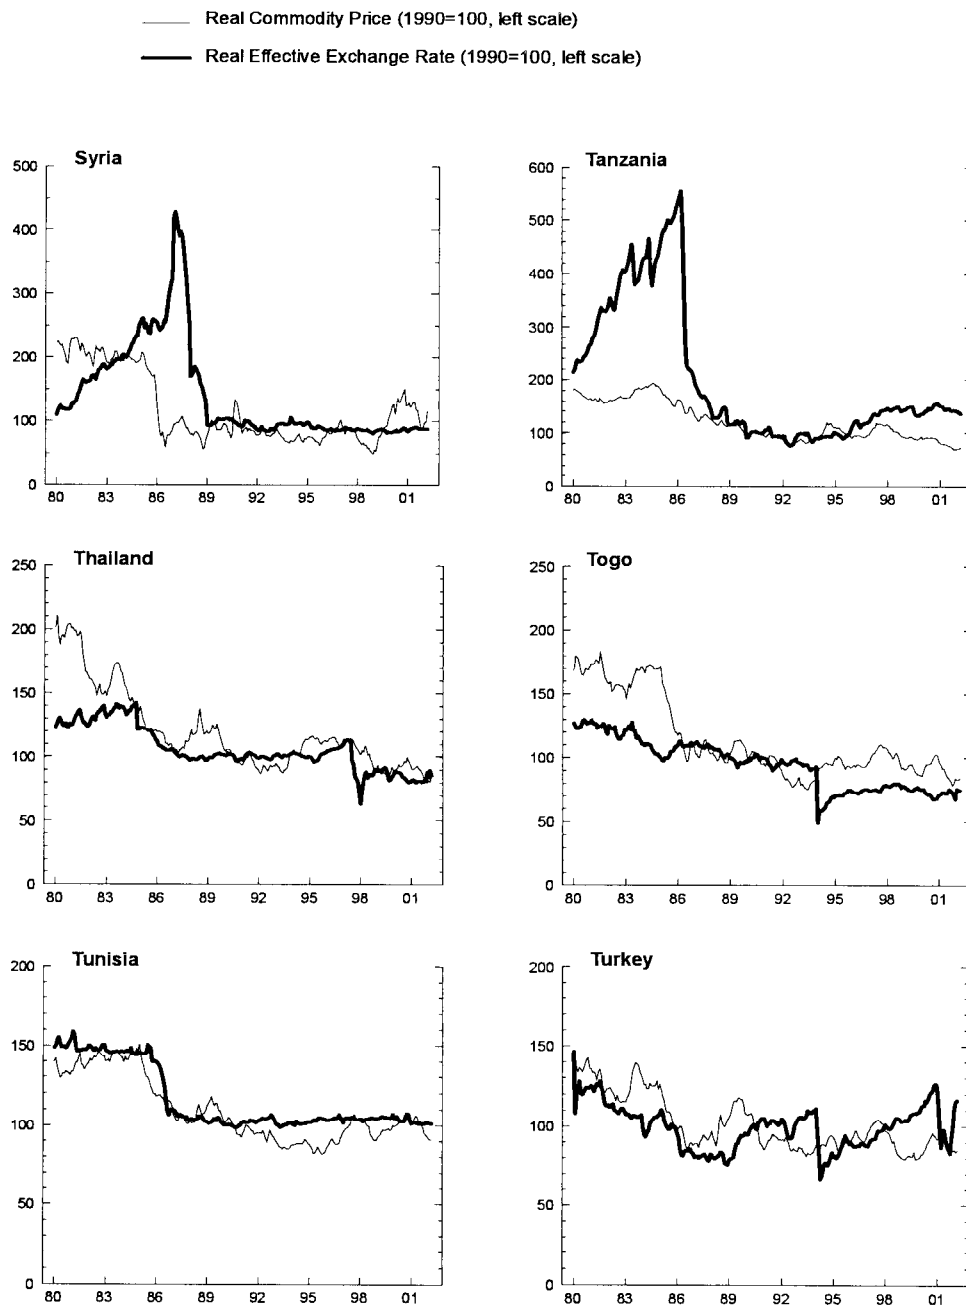 Real Commodity Price (1990=100, left scale)
Real Effective Exchange Rate (1990=100, left scale)
Syria
500
400
300
200
100
0
80 83 86 89 92 95 98 01
Tanzania
600
500
400
300
200
100
0
80 83 86 89 92 95 98 01
Thailand
250
200
150
100
50
0
80 83 86 89 92 95 98 01
Togo
250
200
150
100
50
0
80 83 86 89 92 95 98 01
Tunisia
200
150
100
50
0
80 83 86 89 92 95 98 01
Turkey
200
150
100
50
0
80 83 86 89 92 95 98 01